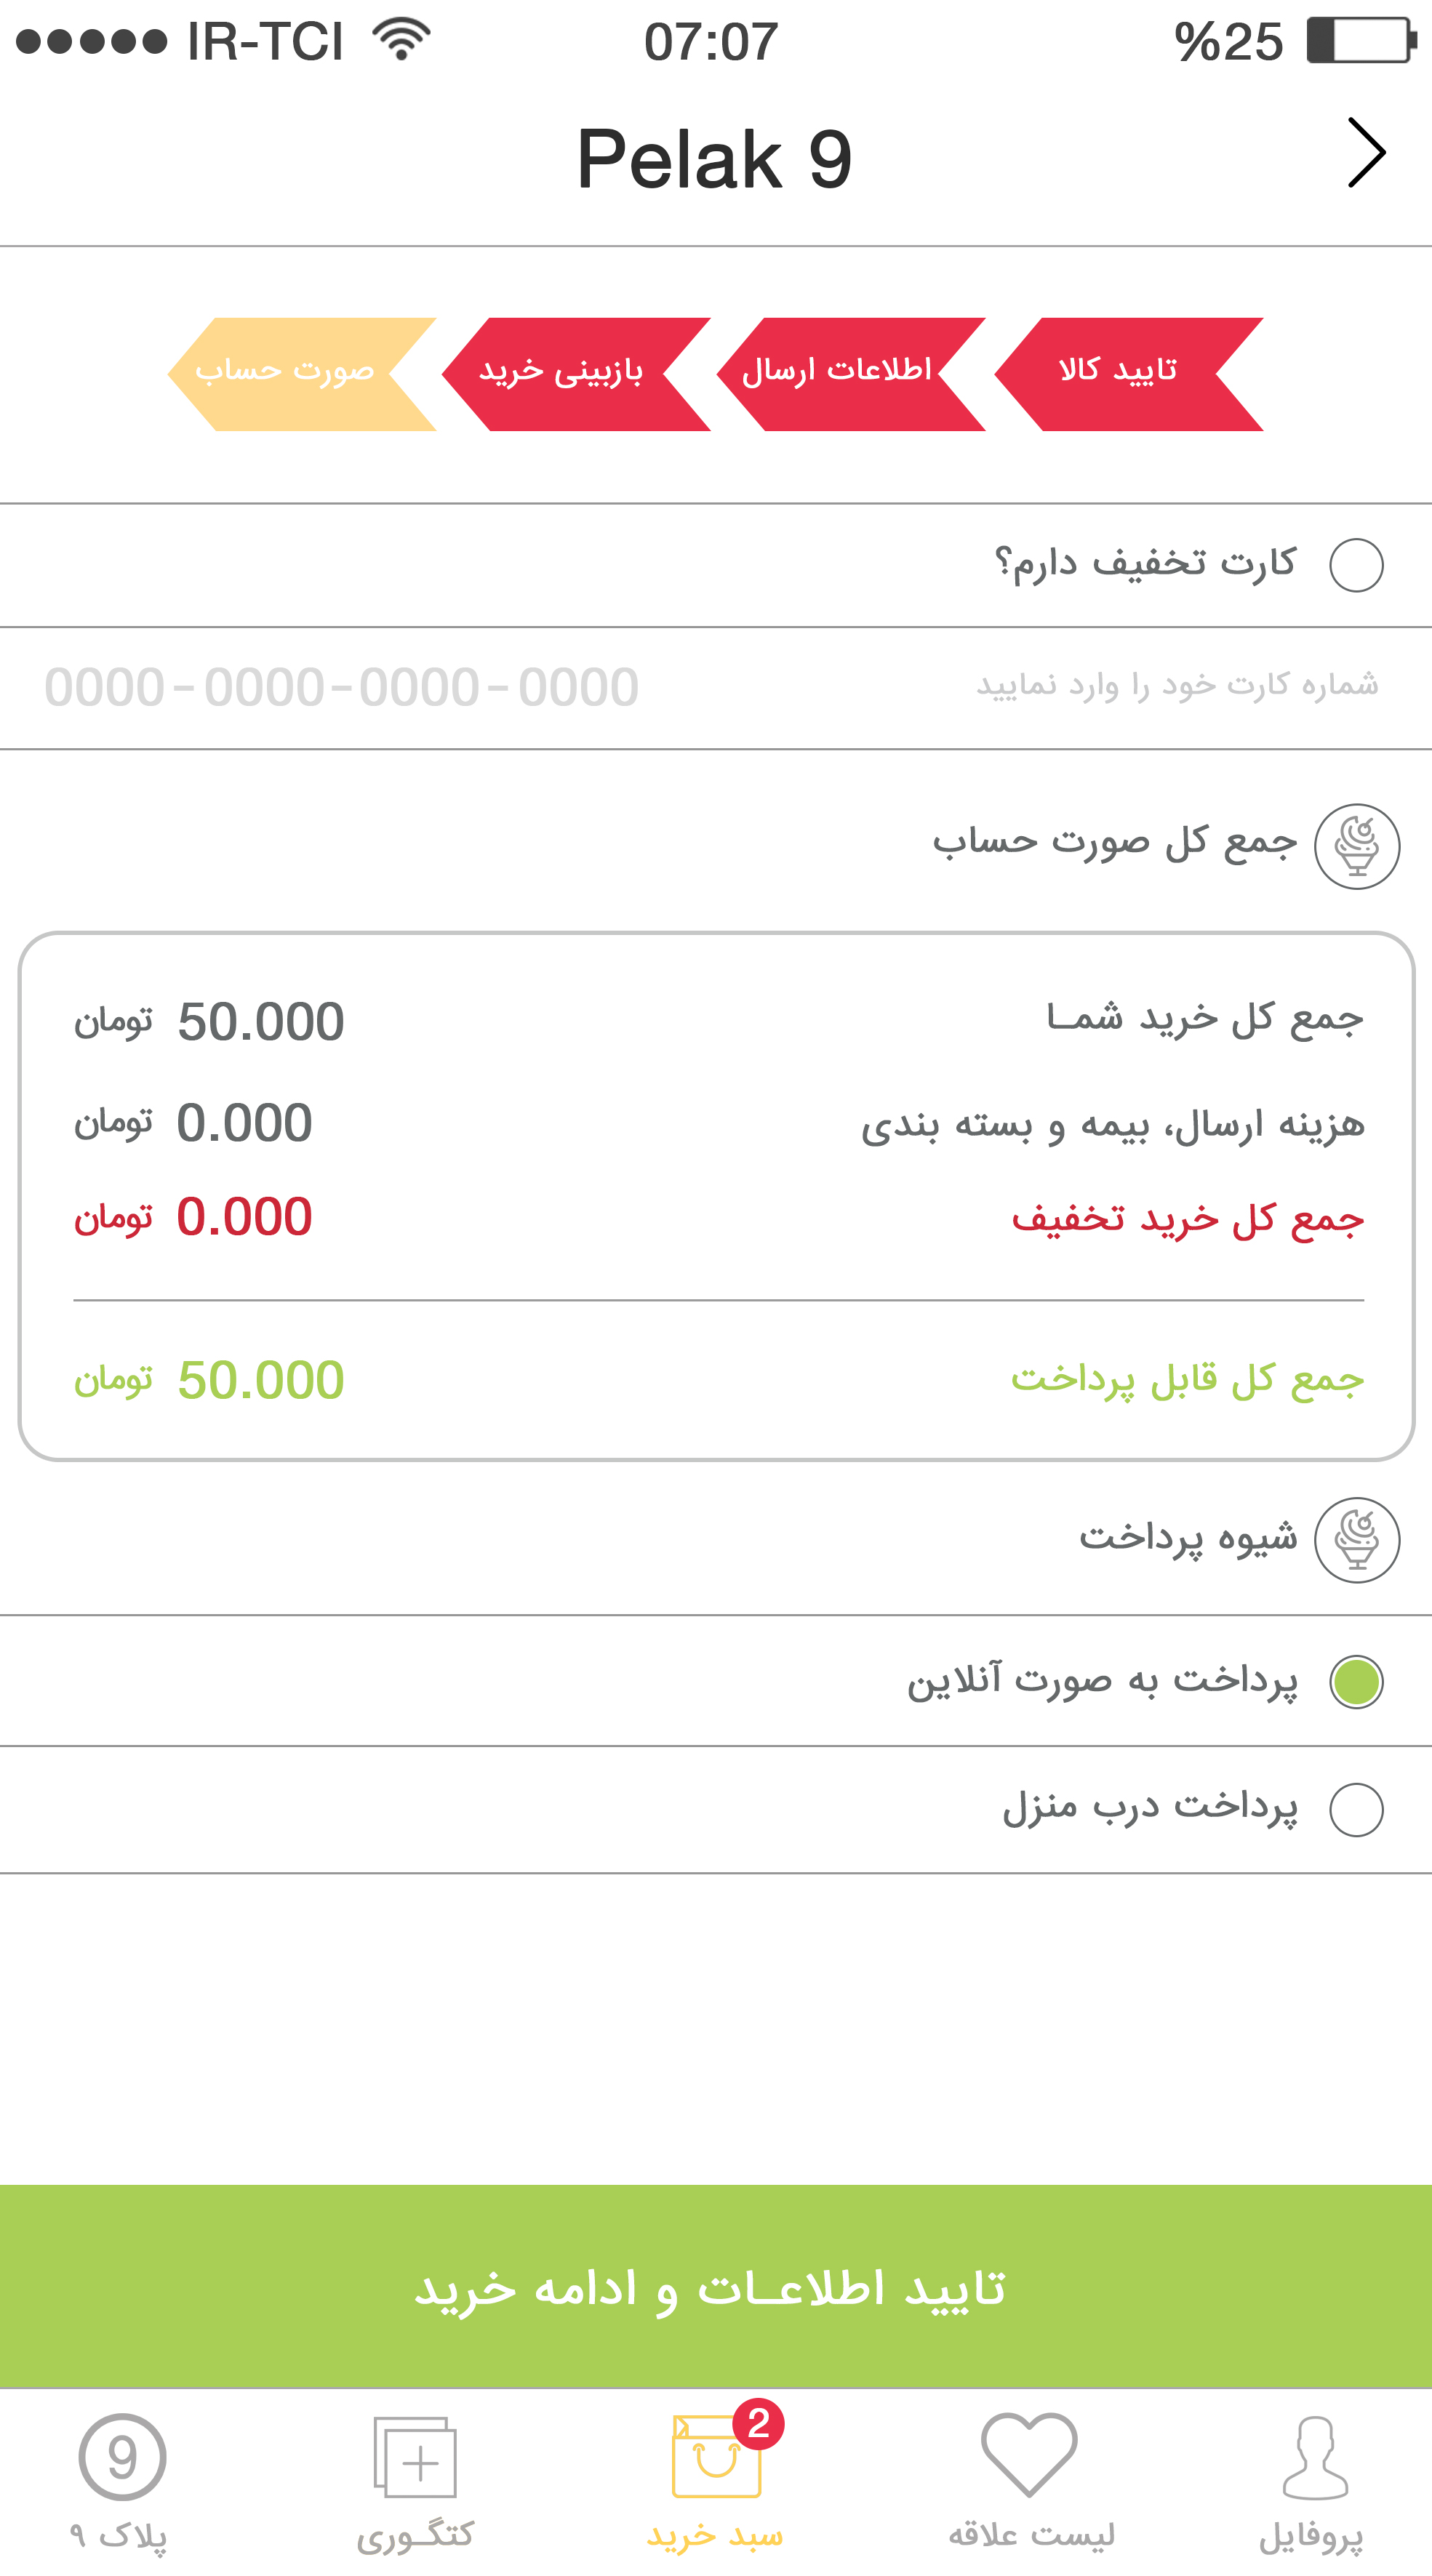 IR-TCI 07:07 %25
Pelak 9
تایید کالا
اطلاعات ارسال
بازبینی خرید
صورت حساب
کارت تخفیف دارم؟
شماره کارت خود را وارد نمایید 0000-0000-0000-0000
جمع کل صورت حساب
جمع کل خرید شمـا 50.000 تومان
هزینه ارسال، بیمه و بسته بندی 0.000 تومان
جمع کل خرید تخفیف 0.000 تومان
جمع کل قابل پرداخت 50.000 تومان
شیوه پرداخت
پرداخت به صورت آنلاین
پرداخت درب منزل
تایید اطلاعـات و ادامه خرید
پروفایل
لیست علاقه
2
سبد خرید
کتگـوری
9
پلاک ۹